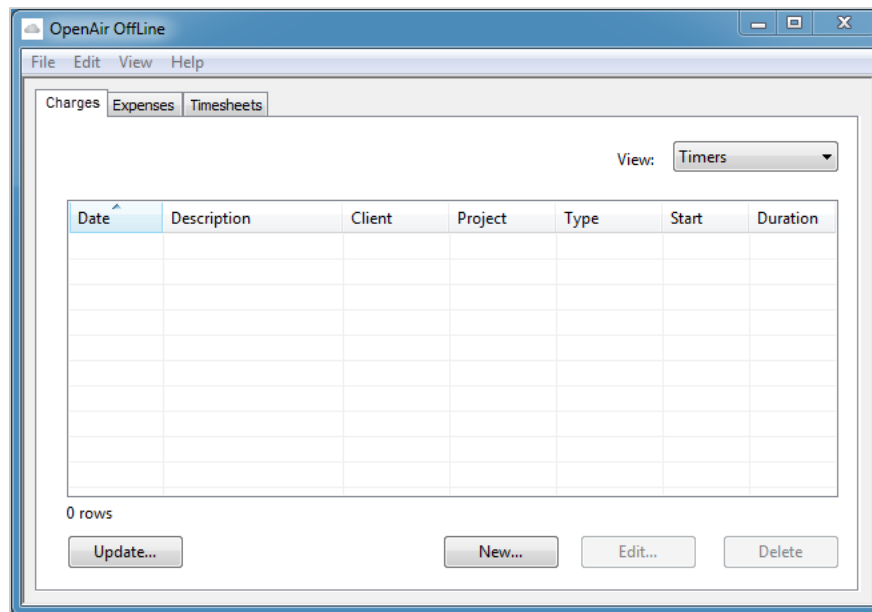 OpenAir OffLine
File Edit View Help
Charges Expenses Timesheets
View: Timers
Date Description Client Project Type Start Duration
0 rows
Update... New... Edit... Delete